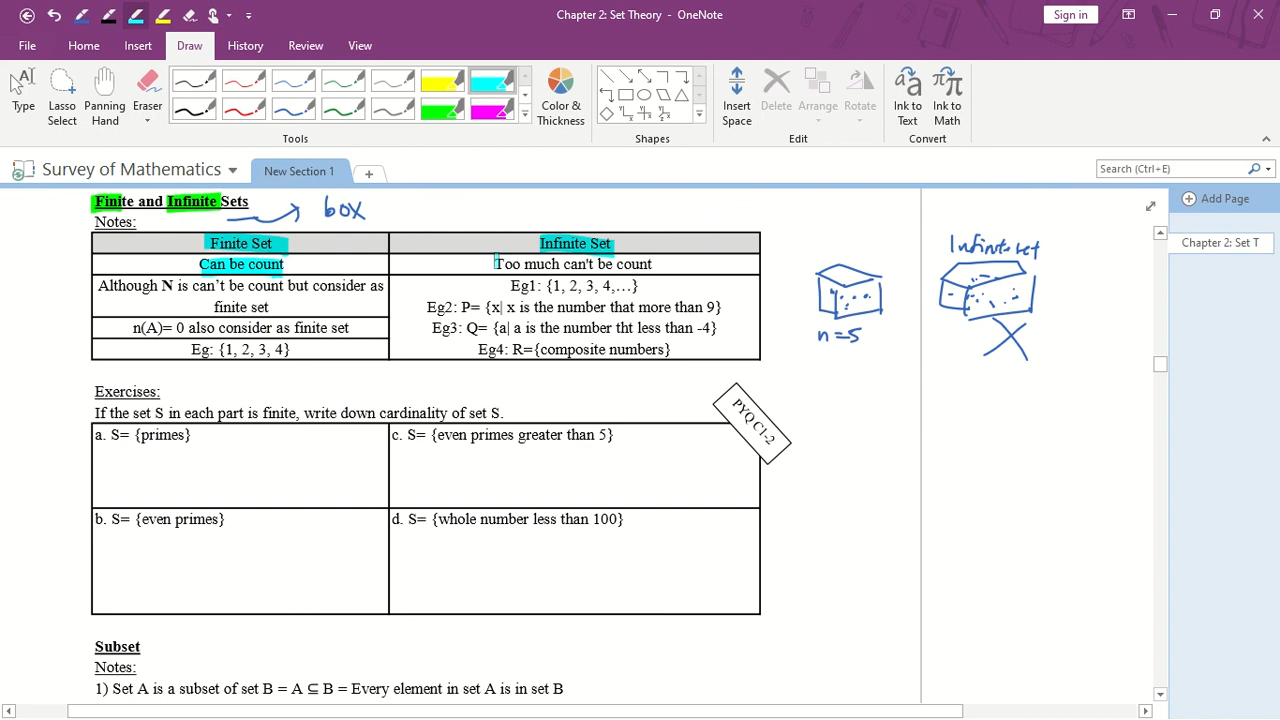 Chapter 2: Set Theory - OneNote
Sign in
File Home Insert Draw History Review View
Type
Lasso Select
Panning Hand
Eraser
Color & Thickness
Insert Space
Delete
Arrange
Rotate
Ink to Text
Ink to Math
Tools Shapes Edit Convert
Survey of Mathematics
New Section 1
Search (Ctrl+E)
Add Page
Chapter 2: Set T
Finite and Infinite Sets
box
Notes:
Finite Set Infinite Set
Can be count Too much can't be count
Although N is can't be count but consider as
finite set
n(A)= 0 also consider as finite set
Eg: {1, 2, 3, 4}
Eg1: {1, 2, 3, 4,…}
Eg2: P= {x| x is the number that more than 9}
Eg3: Q= {a| a is the number tht less than -4}
Eg4: R={composite numbers}
n=5
Infinite set
Exercises:
If the set S in each part is finite, write down cardinality of set S.
PYQ C1-2
a. S= {primes} c. S= {even primes greater than 5}
b. S= {even primes} d. S= {whole number less than 100}
Subset
Notes:
1) Set A is a subset of set B = A ⊆ B = Every element in set A is in set B